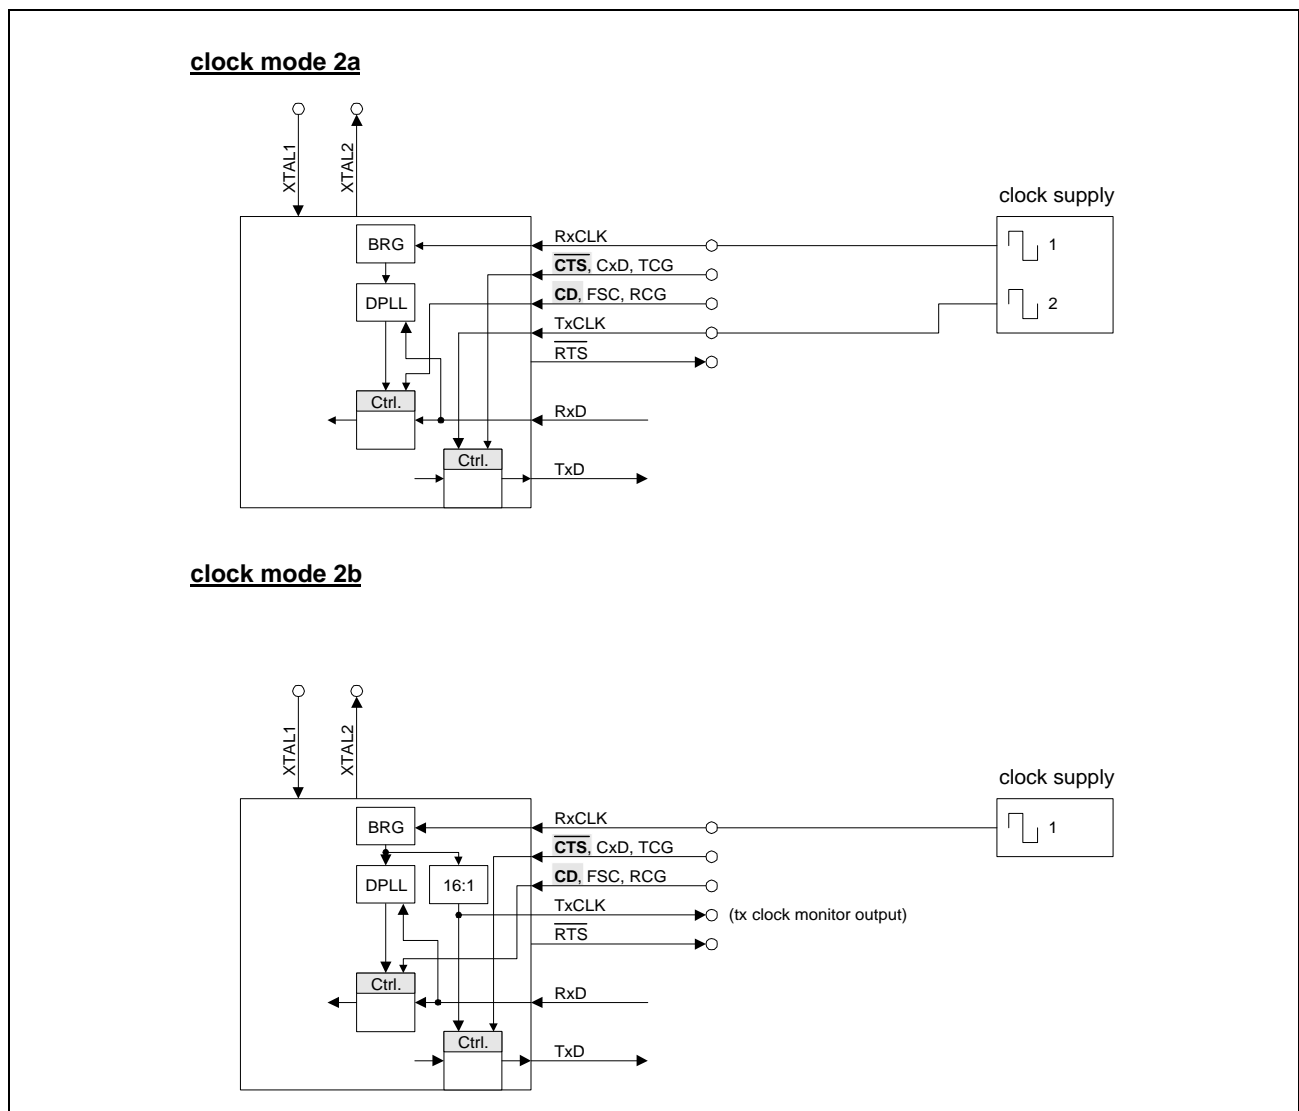 clock mode 2a
XTAL1
XTAL2
clock supply
BRG
RxCLK
1
CTS, CxD, TCG
DPLL
CD, FSC, RCG
2
TxCLK
RTS
Ctrl.
RxD
Ctrl.
TxD
clock mode 2b
XTAL1
XTAL2
clock supply
BRG
RxCLK
1
CTS, CxD, TCG
DPLL
16:1
CD, FSC, RCG
TxCLK
(tx clock monitor output)
RTS
Ctrl.
RxD
Ctrl.
TxD